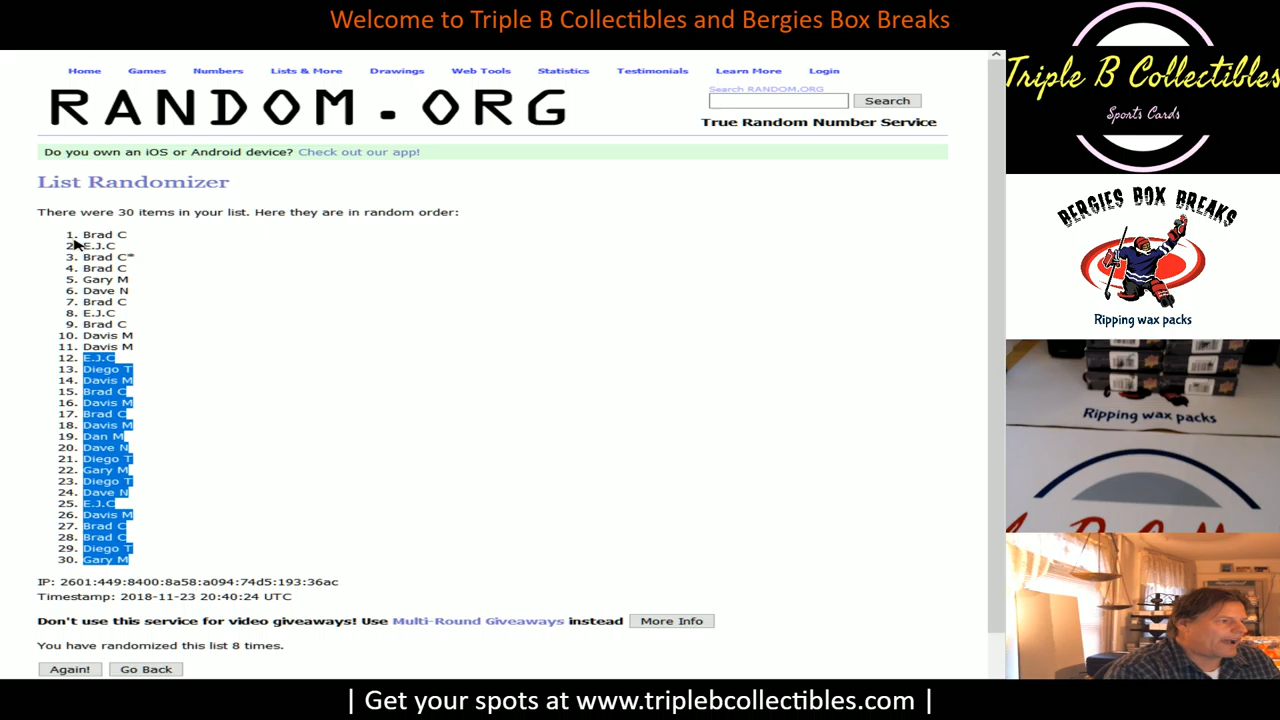 Welcome to Triple B Collectibles and Bergies Box Breaks
Home Games Numbers Lists & More Drawings Web Tools Statistics Testimonials Learn More Login
RANDOM.ORG
Search RANDOM.ORG
Search
True Random Number Service
Do you own an iOS or Android device? Check out our app!
List Randomizer
There were 30 items in your list. Here they are in random order:
1. Brad C
2. E.J.C
3. Brad C*
4. Brad C
5. Gary M
6. Dave N
7. Brad C
8. E.J.C
9. Brad C
10. Davis M
11. Davis M
12. E.J.C
13. Diego T
14. Davis M
15. Brad C
16. Davis M
17. Brad C
18. Davis M
19. Dan M
20. Dave N
21. Diego T
22. Gary M
23. Diego T
24. Dave N
25. E.J.C
26. Davis M
27. Brad C
28. Brad C
29. Diego T
30. Gary M
IP: 2601:449:8400:8a58:a094:74d5:193:36ac
Timestamp: 2018-11-23 20:40:24 UTC
Don't use this service for video giveaways! Use Multi-Round Giveaways instead More Info
You have randomized this list 8 times.
Again! Go Back
Triple B Collectibles
Sports Cards
BERGIES BOX BREAKS
Ripping wax packs
Ripping wax packs
| Get your spots at www.triplebcollectibles.com |